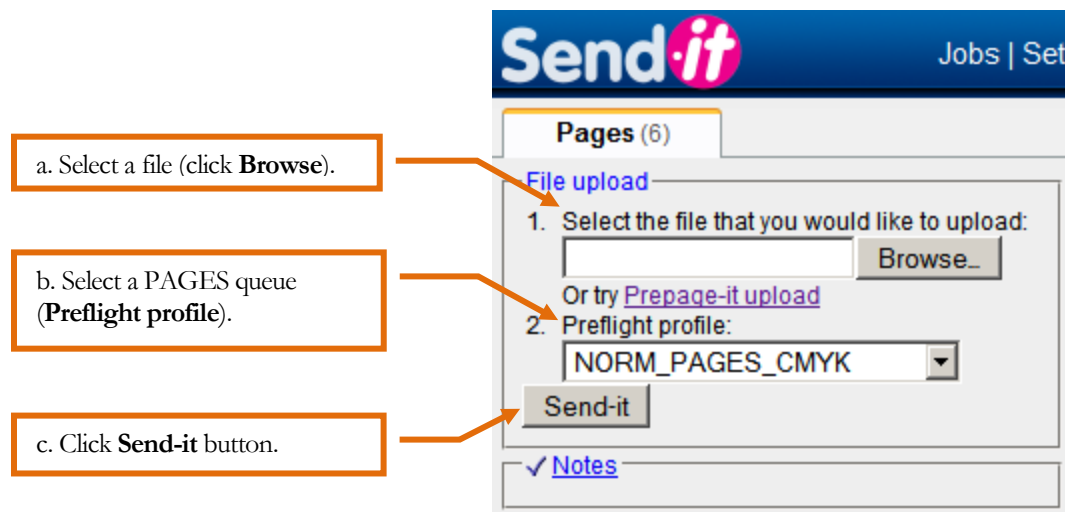 Send-it
Jobs | Set
Pages (6)
a. Select a file (click Browse).
File upload
1. Select the file that you would like to upload:
Browse...
b. Select a PAGES queue
(Preflight profile).
Or try Prepage-it upload
2. Preflight profile:
NORM_PAGES_CMYK
Send-it
c. Click Send-it button.
✓ Notes